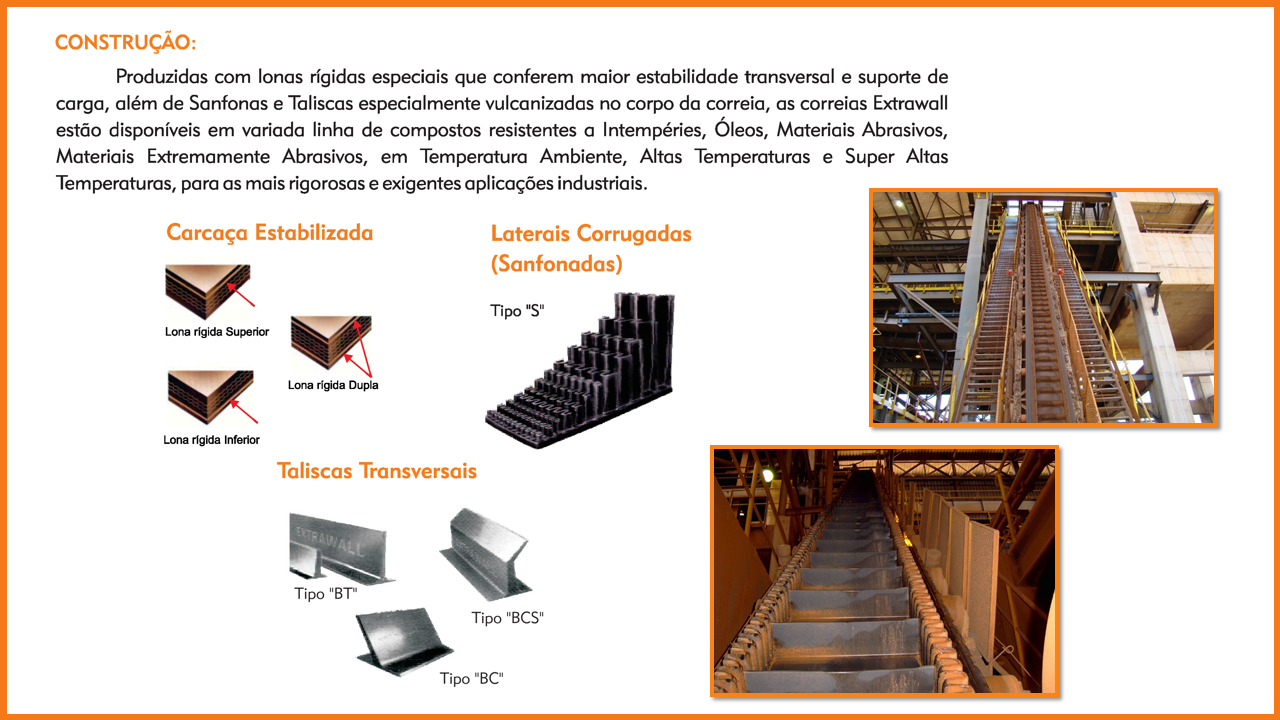 CONSTRUÇÃO:
Produzidas com lonas rígidas especiais que conferem maior estabilidade transversal e suporte de
carga, além de Sanfonas e Taliscas especialmente vulcanizadas no corpo da correia, as correias Extrawall
estão disponíveis em variada linha de compostos resistentes a Intempéries, Óleos, Materiais Abrasivos,
Materiais Extremamente Abrasivos, em Temperatura Ambiente, Altas Temperaturas e Super Altas
Temperaturas, para as mais rigorosas e exigentes aplicações industriais.
Carcaça Estabilizada
Lona rígida Superior
Lona rígida Dupla
Lona rígida Inferior
Laterais Corrugadas
(Sanfonadas)
Tipo "S"
Taliscas Transversais
EXTRAWALL
Tipo "BT"
EXTRAWALL
Tipo "BCS"
Tipo "BC"